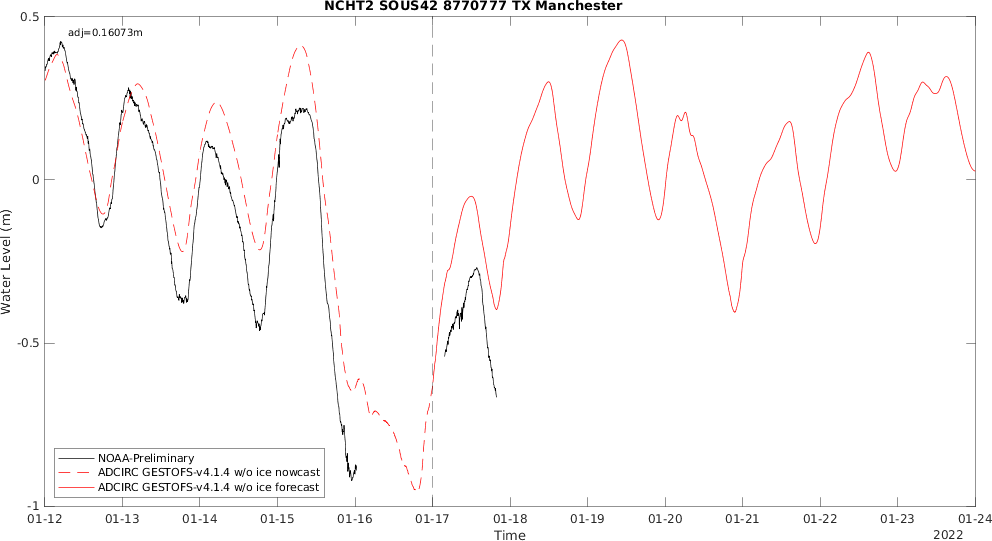 NCHT2 SOUS42 8770777 TX Manchester
adj=0.16073m
0.5
0
-0.5
-1
Water Level (m)
NOAA-Preliminary
ADCIRC GESTOFS-v4.1.4 w/o ice nowcast
ADCIRC GESTOFS-v4.1.4 w/o ice forecast
01-12 01-13 01-14 01-15 01-16 01-17 01-18 01-19 01-20 01-21 01-22 01-23 01-24
Time
2022